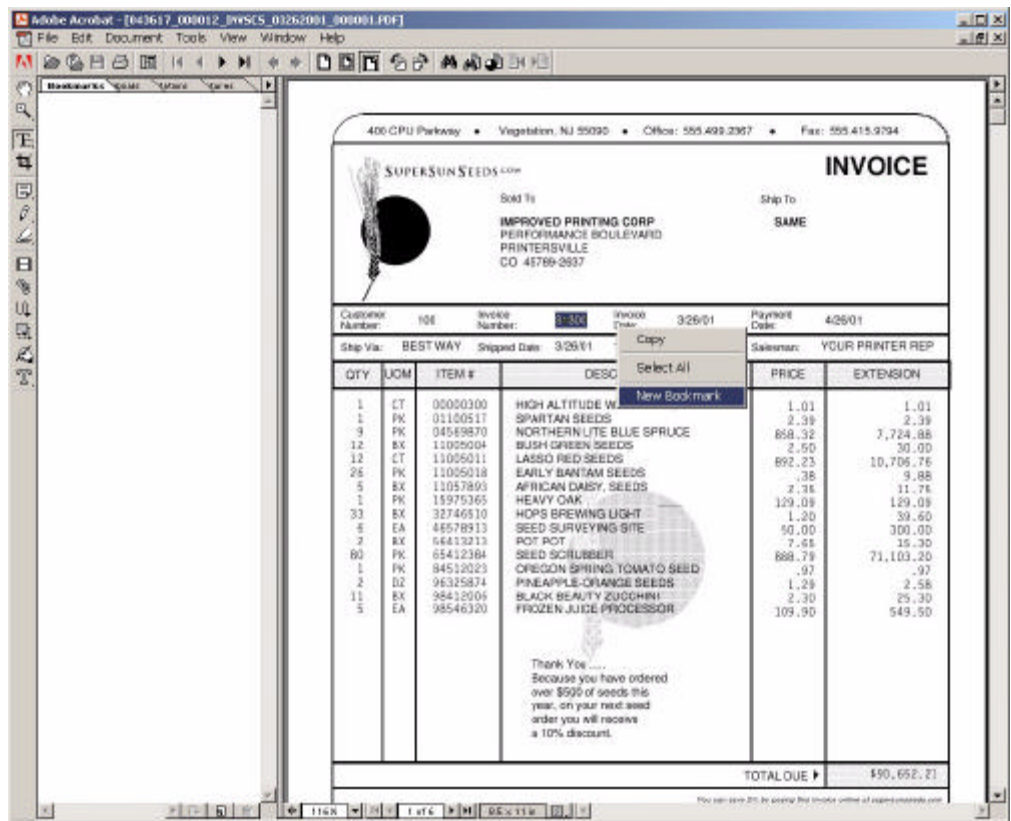 Adobe Acrobat - [043617_000012_INVSCS_03262001_000001.PDF]
File Edit Document Tools View Window Help
Bookmarks
400 CPU Parkway • Vegetation, NJ 55090 • Office: 555.499.2367 • Fax: 555.415.9794
SUPERSUNSEEDS.COM
INVOICE
Sold To
Ship To
IMPROVED PRINTING CORP
SAME
PERFORMANCE BOULEVARD
PRINTERSVILLE
CO 45789-2637
Customer Number: 100 Invoice Number: Invoice Date: 3/26/01 Payment Date: 4/26/01
Ship Via: BEST WAY Shipped Date: 3/26/01 Salesman: YOUR PRINTER REP
Copy
Select All
New Bookmark
QTY UOM ITEM # DESC PRICE EXTENSION
1 CT 00000300 HIGH ALTITUDE W 1.01 1.01
1 PK 01100517 SPARTAN SEEDS 2.39 2.39
9 PK 04569870 NORTHERN LITE BLUE SPRUCE 858.32 7,724.88
12 BX 11005004 BUSH GREEN SEEDS 2.50 30.00
12 CT 11005011 LASSO RED SEEDS 892.23 10,706.76
26 PK 11005018 EARLY BANTAM SEEDS .38 9.88
5 BX 11057893 AFRICAN DAISY, SEEDS 11.76
1 PK 15975365 HEAVY OAK 129.09 129.09
33 BX 32746510 HOPS BREWING LIGHT 1.20 39.60
6 EA 46578913 SEED SURVEYING SITE 50.00 300.00
2 BX POT POT 7.65 15.30
80 PK 65412384 SEED SCRUBBER 888.79 71,103.20
1 PK 84512023 OREGON SPRING TOMATO SEED .97 .97
2 DZ 96325874 PINEAPPLE-ORANGE SEEDS 1.29 2.58
11 BX 98412006 BLACK BEAUTY ZUCCHINI 2.30 25.30
5 EA 98546320 FROZEN JUICE PROCESSOR 109.90 549.50
Thank You .....
Because you have ordered
over $500 of seeds this
year, on your next seed
order you will receive
a 10% discount.
TOTAL DUE $90,652.21
116% 1 of 6 8.5 x 11 in